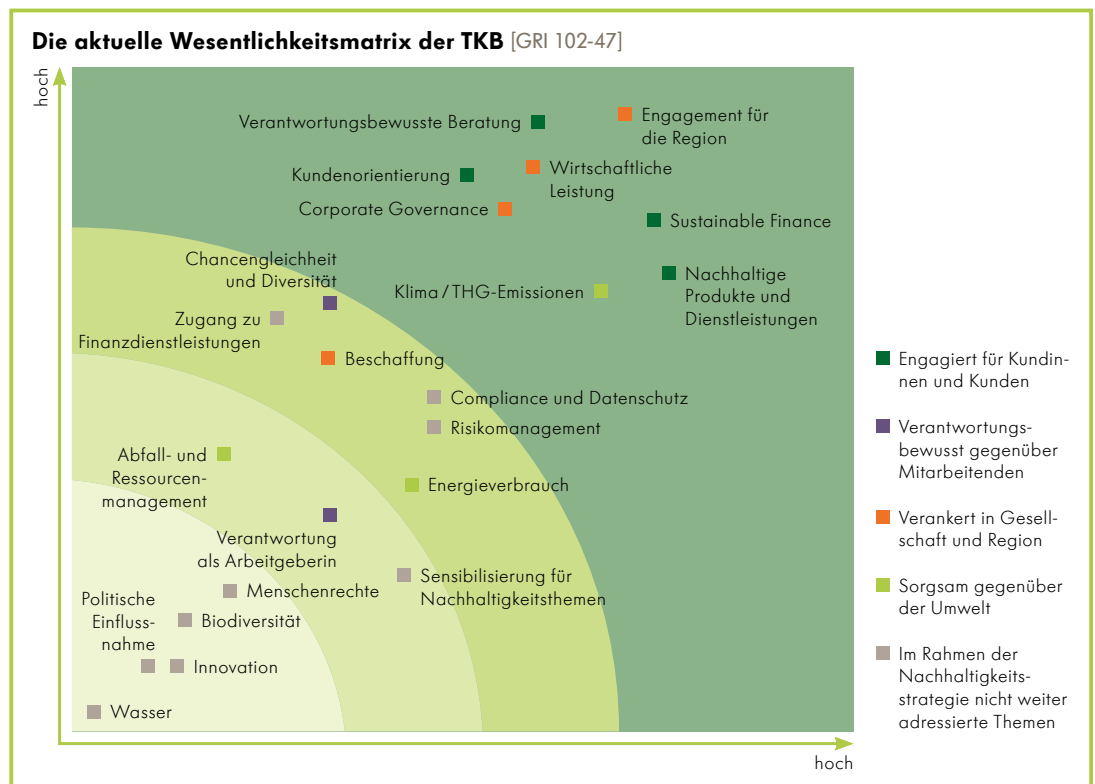 Die aktuelle Wesentlichkeitsmatrix der TKB [GRI 102-47]
hoch
Verantwortungsbewusste Beratung
Engagement für
die Region
Kundenorientierung
Wirtschaftliche
Leistung
Corporate Governance
Sustainable Finance
Chancengleichheit
und Diversität
Klima / THG-Emissionen
Nachhaltige
Produkte und
Dienstleistungen
Zugang zu
Finanzdienstleistungen
Beschaffung
Compliance und Datenschutz
Risikomanagement
Abfall- und
Ressourcen-
management
Energieverbrauch
Verantwortung
als Arbeitgeberin
Sensibilisierung für
Nachhaltigkeitsthemen
Menschenrechte
Politische
Einfluss-
nahme
Biodiversität
Innovation
Wasser
hoch
Engagiert für Kundin-
nen und Kunden
Verantwortungs-
bewusst gegenüber
Mitarbeitenden
Verankert in Gesell-
schaft und Region
Sorgsam gegenüber
der Umwelt
Im Rahmen der
Nachhaltigkeits-
strategie nicht weiter
adressierte Themen